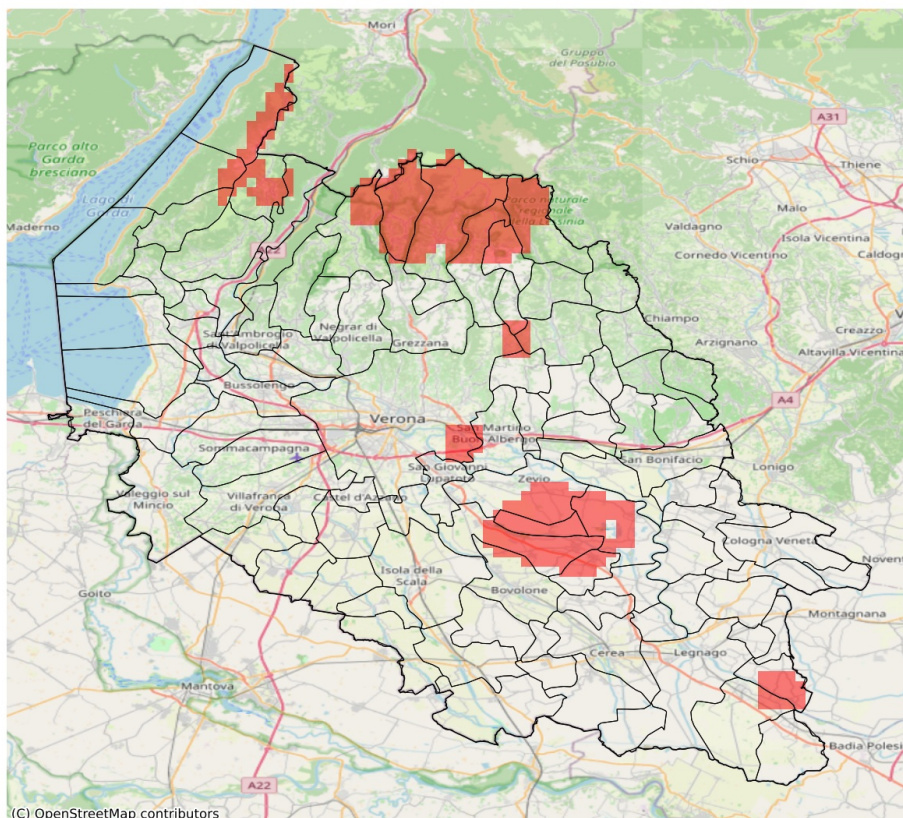 Mori
Gruppo
del Pasubio
A31
Parco alto
Garda
bresciano
Schio
Thiene
Lago di
Garda
Maderno
Malo
Valdagno
Isola Vicentina
Cornedo Vicentino
Caldogno
Chiampo
Arzignano
Creazzo
Altavilla Vicentina
Sant'Ambrogio
di Valpolicella
Negrar di
Valpolicella
Grezzana
Bussolengo
A4
Peschiera
del Garda
Verona
San Martino
Buon Albergo
Sommacampagna
San Giovanni
Lupatoto
Zevio
San Bonifacio
Lonigo
Valeggio sul
Mincio
Villafranca
di Verona
Castel d'Azzano
Cologna Veneta
Isola della
Scala
Goito
Bovolone
Montagnana
Cerea
Legnago
Mantova
Badia Polesi
A22
(C) OpenStreetMap contributors